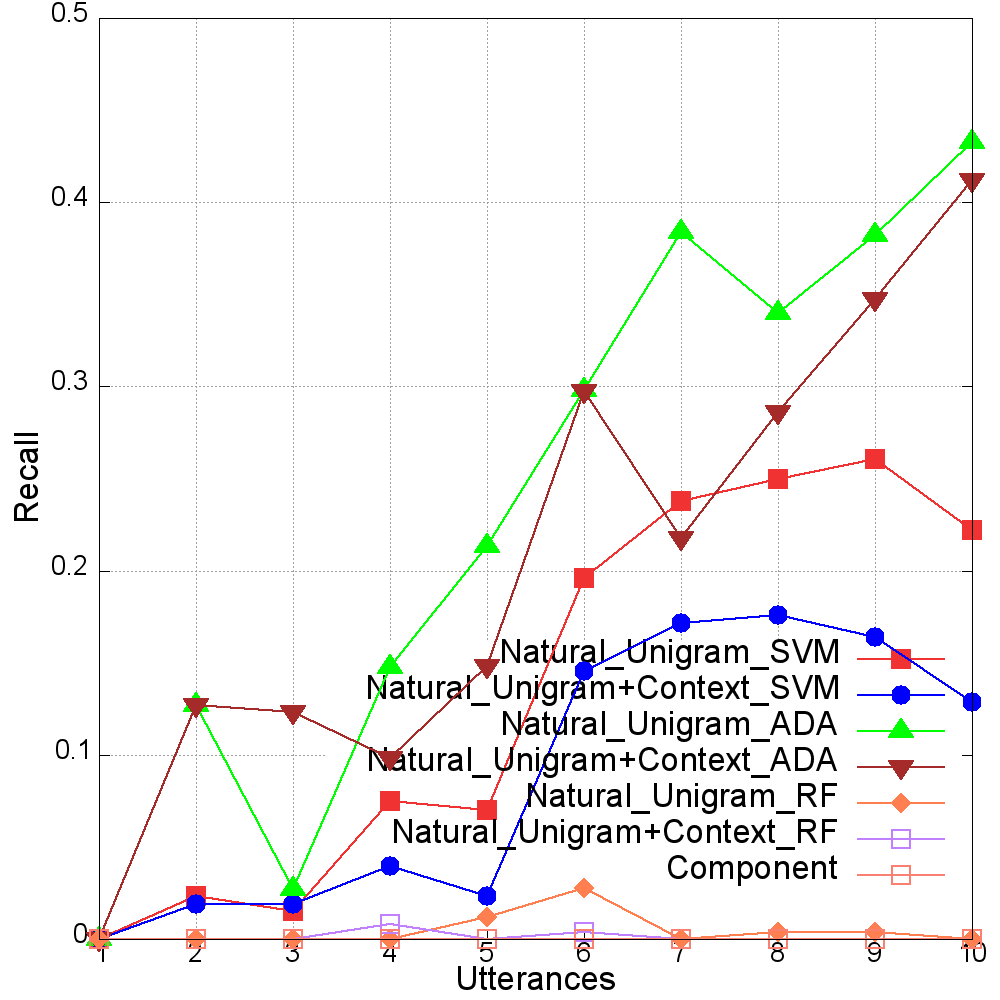 0.5
0.4
0.3
0.2
0.1
0
Recall
Natural_Unigram_SVM
Natural_Unigram+Context_SVM
Natural_Unigram_ADA
Natural_Unigram+Context_ADA
Natural_Unigram_RF
Natural_Unigram+Context_RF
Component
1 2 3 4 5 6 7 8 9 10
Utterances